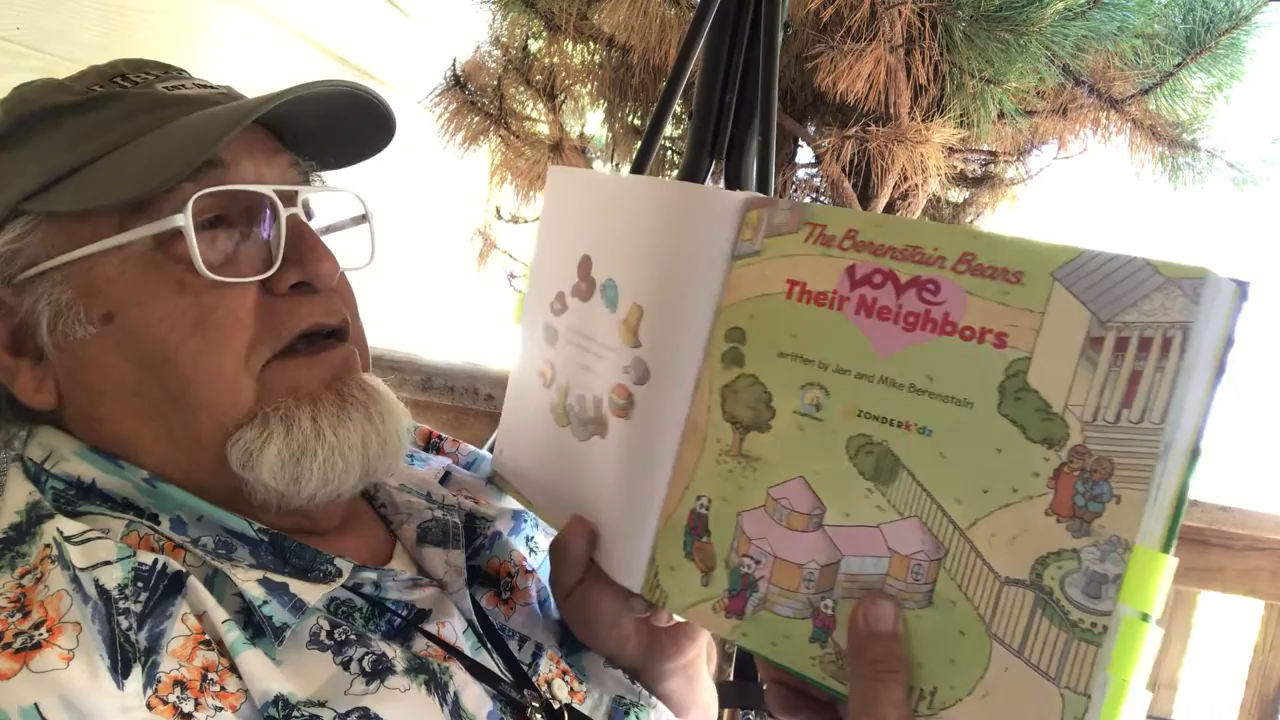 The Berenstain Bears
LOVE
Their Neighbors
written by Jan and Mike Berenstain
ZONDERkidz